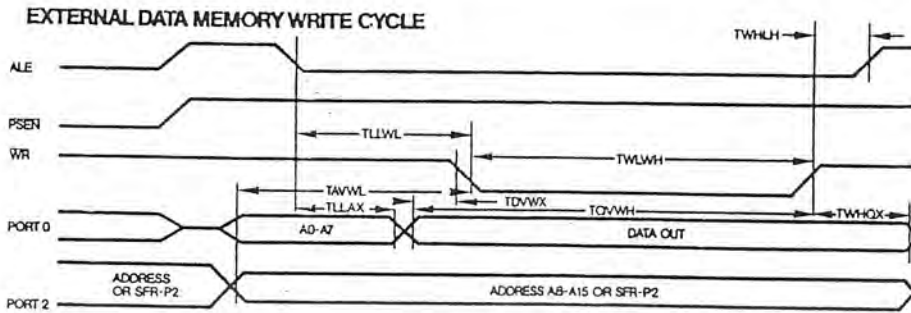 EXTERNAL DATA MEMORY WRITE CYCLE
TWHLH
ALE
PSEN
TLLWL
WR
TWLWH
TAVWL
TDVWX
TLLAX
TQVWH
TWHQX
PORT 0
A0-A7
DATA OUT
ADDRESS
OR SFR-P2
ADDRESS A8-A15 OR SFR-P2
PORT 2